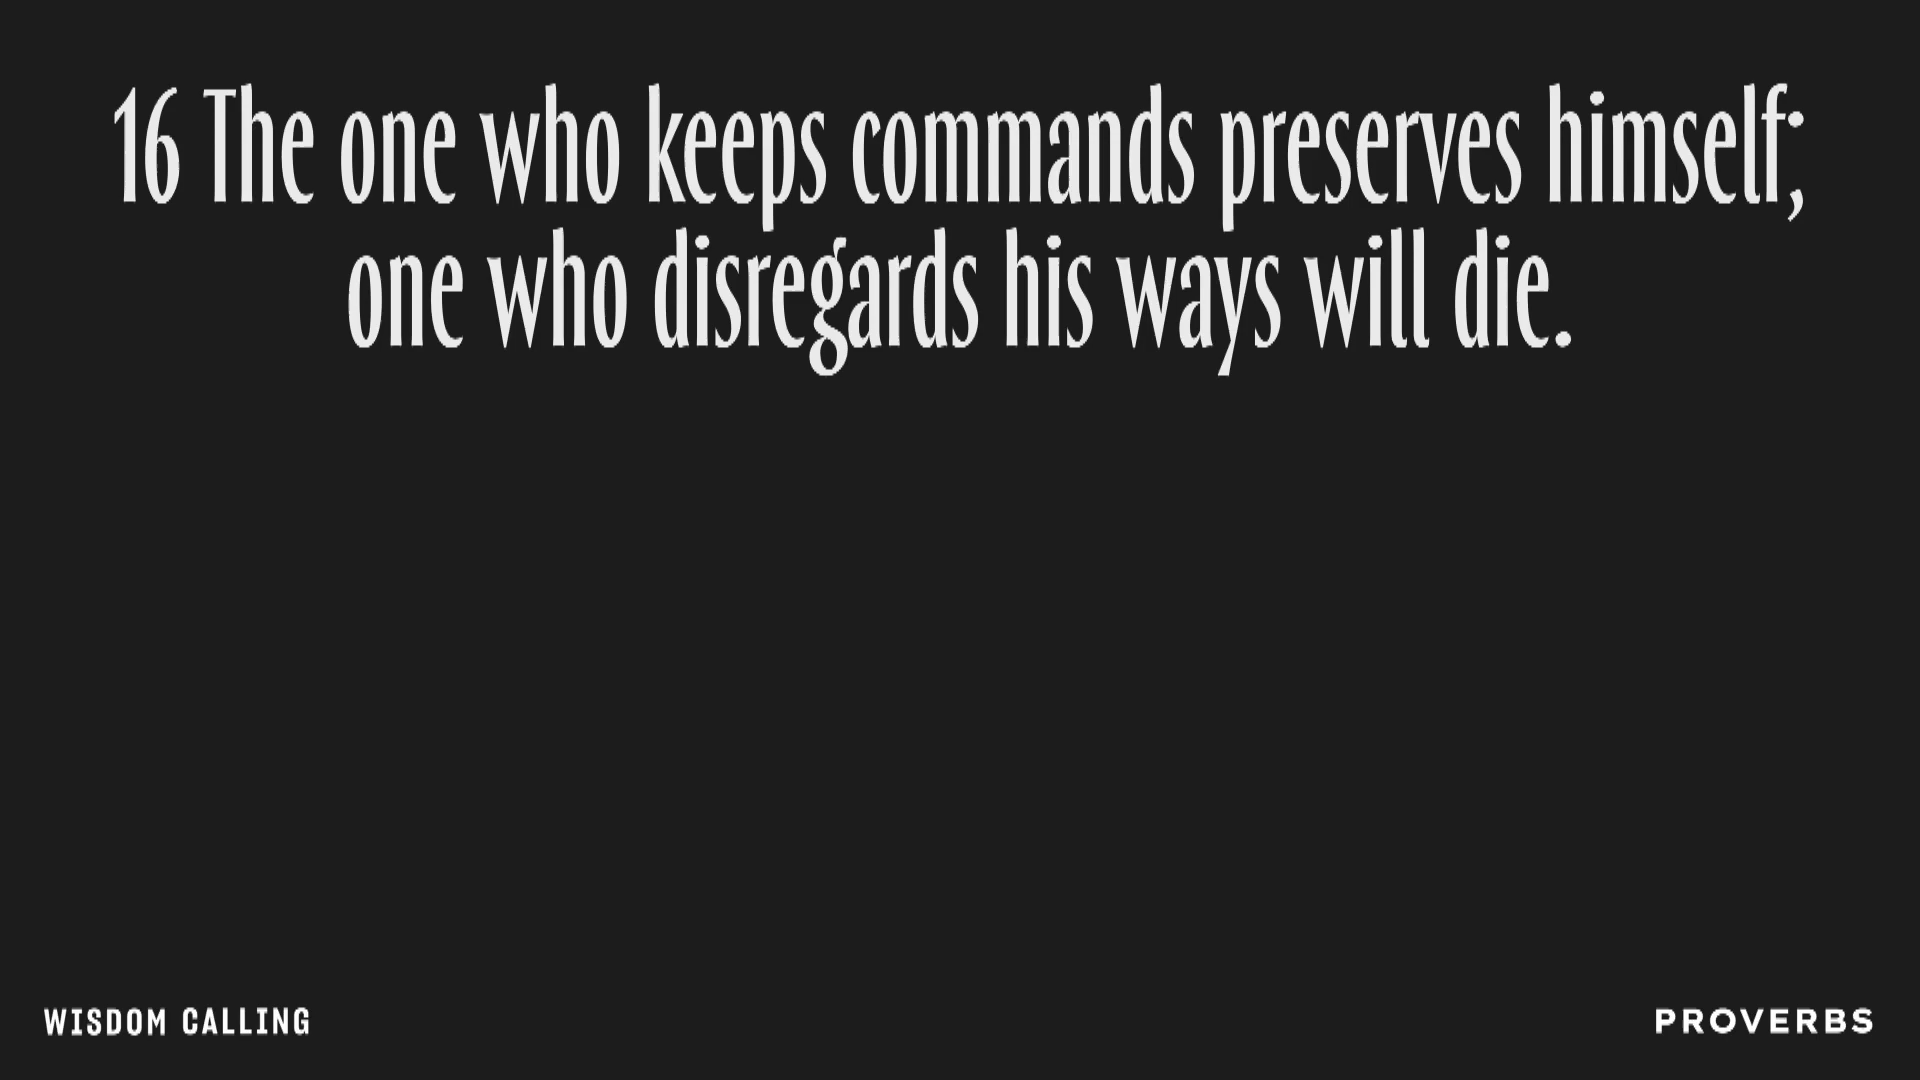 16 The one who keeps commands preserves himself;
one who disregards his ways will die.
WISDOM CALLING
PROVERBS